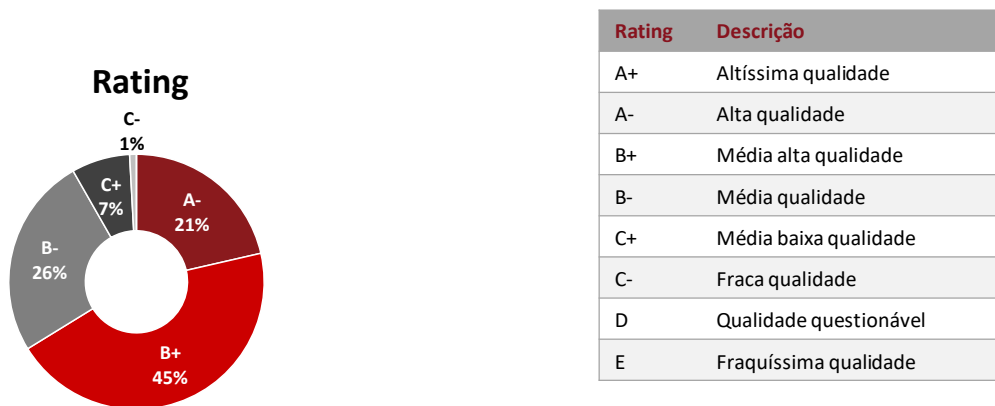 Rating
C-
1%
C+
7%
A-
21%
B-
26%
B+
45%
Rating Descrição
A+ Altíssima qualidade
A- Alta qualidade
B+ Média alta qualidade
B- Média qualidade
C+ Média baixa qualidade
C- Fraca qualidade
D Qualidade questionável
E Fraquíssima qualidade